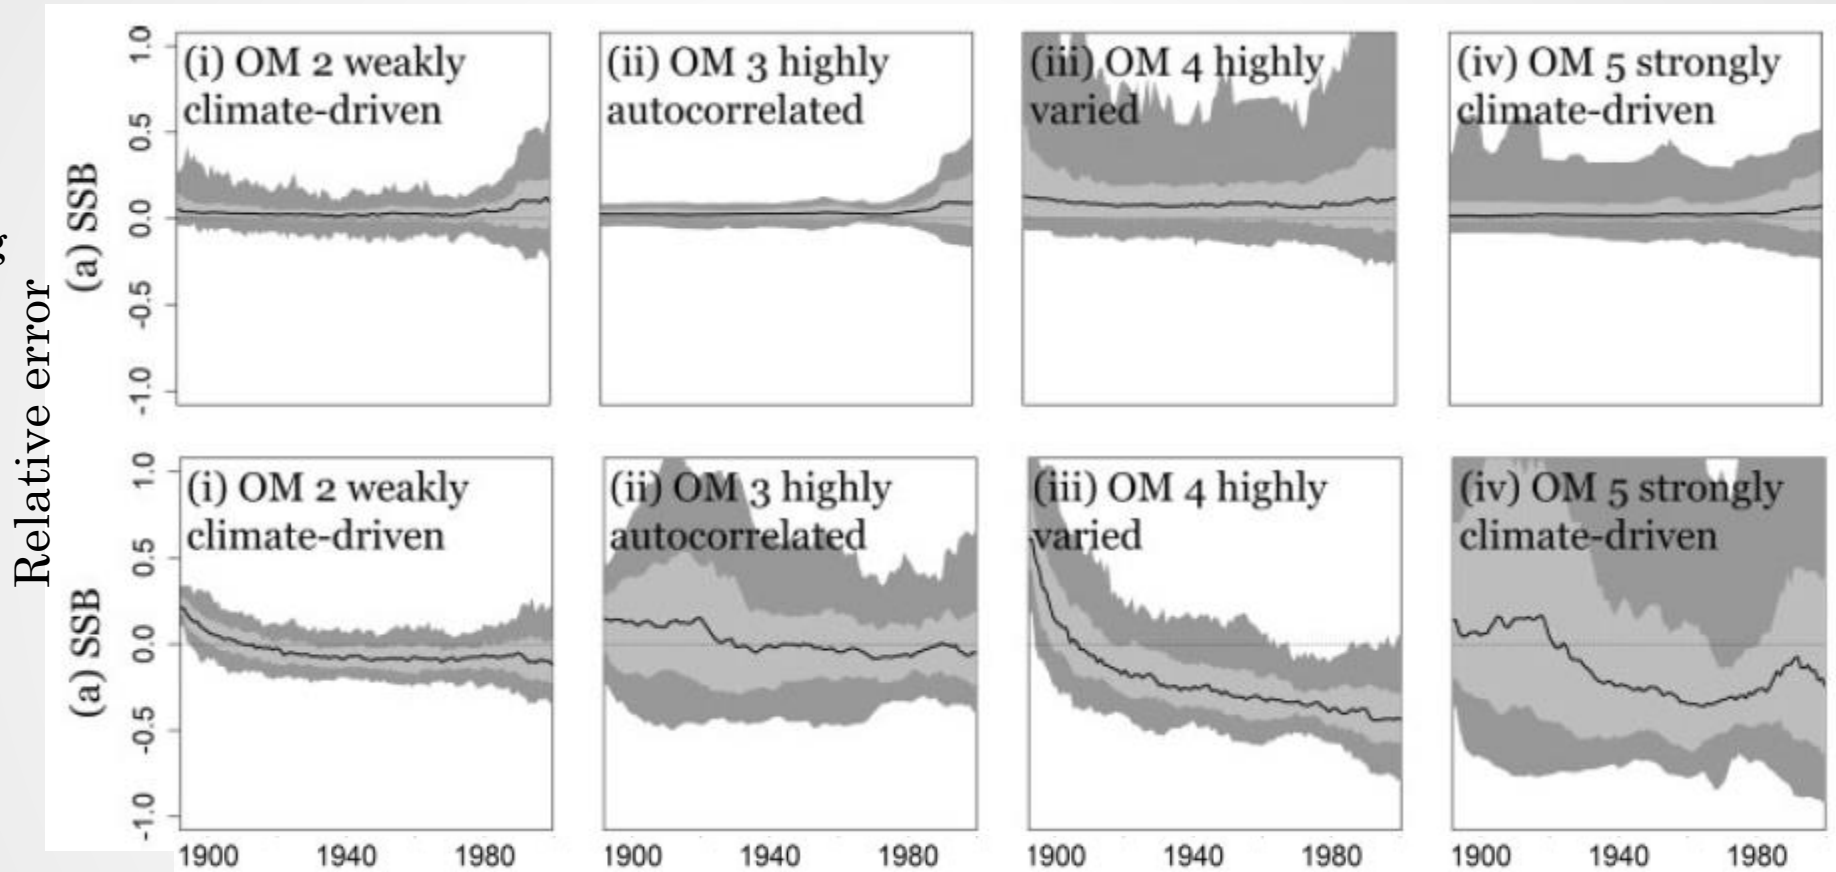 Relative error
(a) SSB
1.0
0.5
0.0
-0.5
-1.0
(i) OM 2 weakly
climate-driven
(ii) OM 3 highly
autocorrelated
(iii) OM 4 highly
varied
(iv) OM 5 strongly
climate-driven
(a) SSB
1.0
0.5
0.0
-0.5
-1.0
(i) OM 2 weakly
climate-driven
(ii) OM 3 highly
autocorrelated
(iii) OM 4 highly
varied
(iv) OM 5 strongly
climate-driven
1900 1940 1980
1900 1940 1980
1900 1940 1980
1900 1940 1980